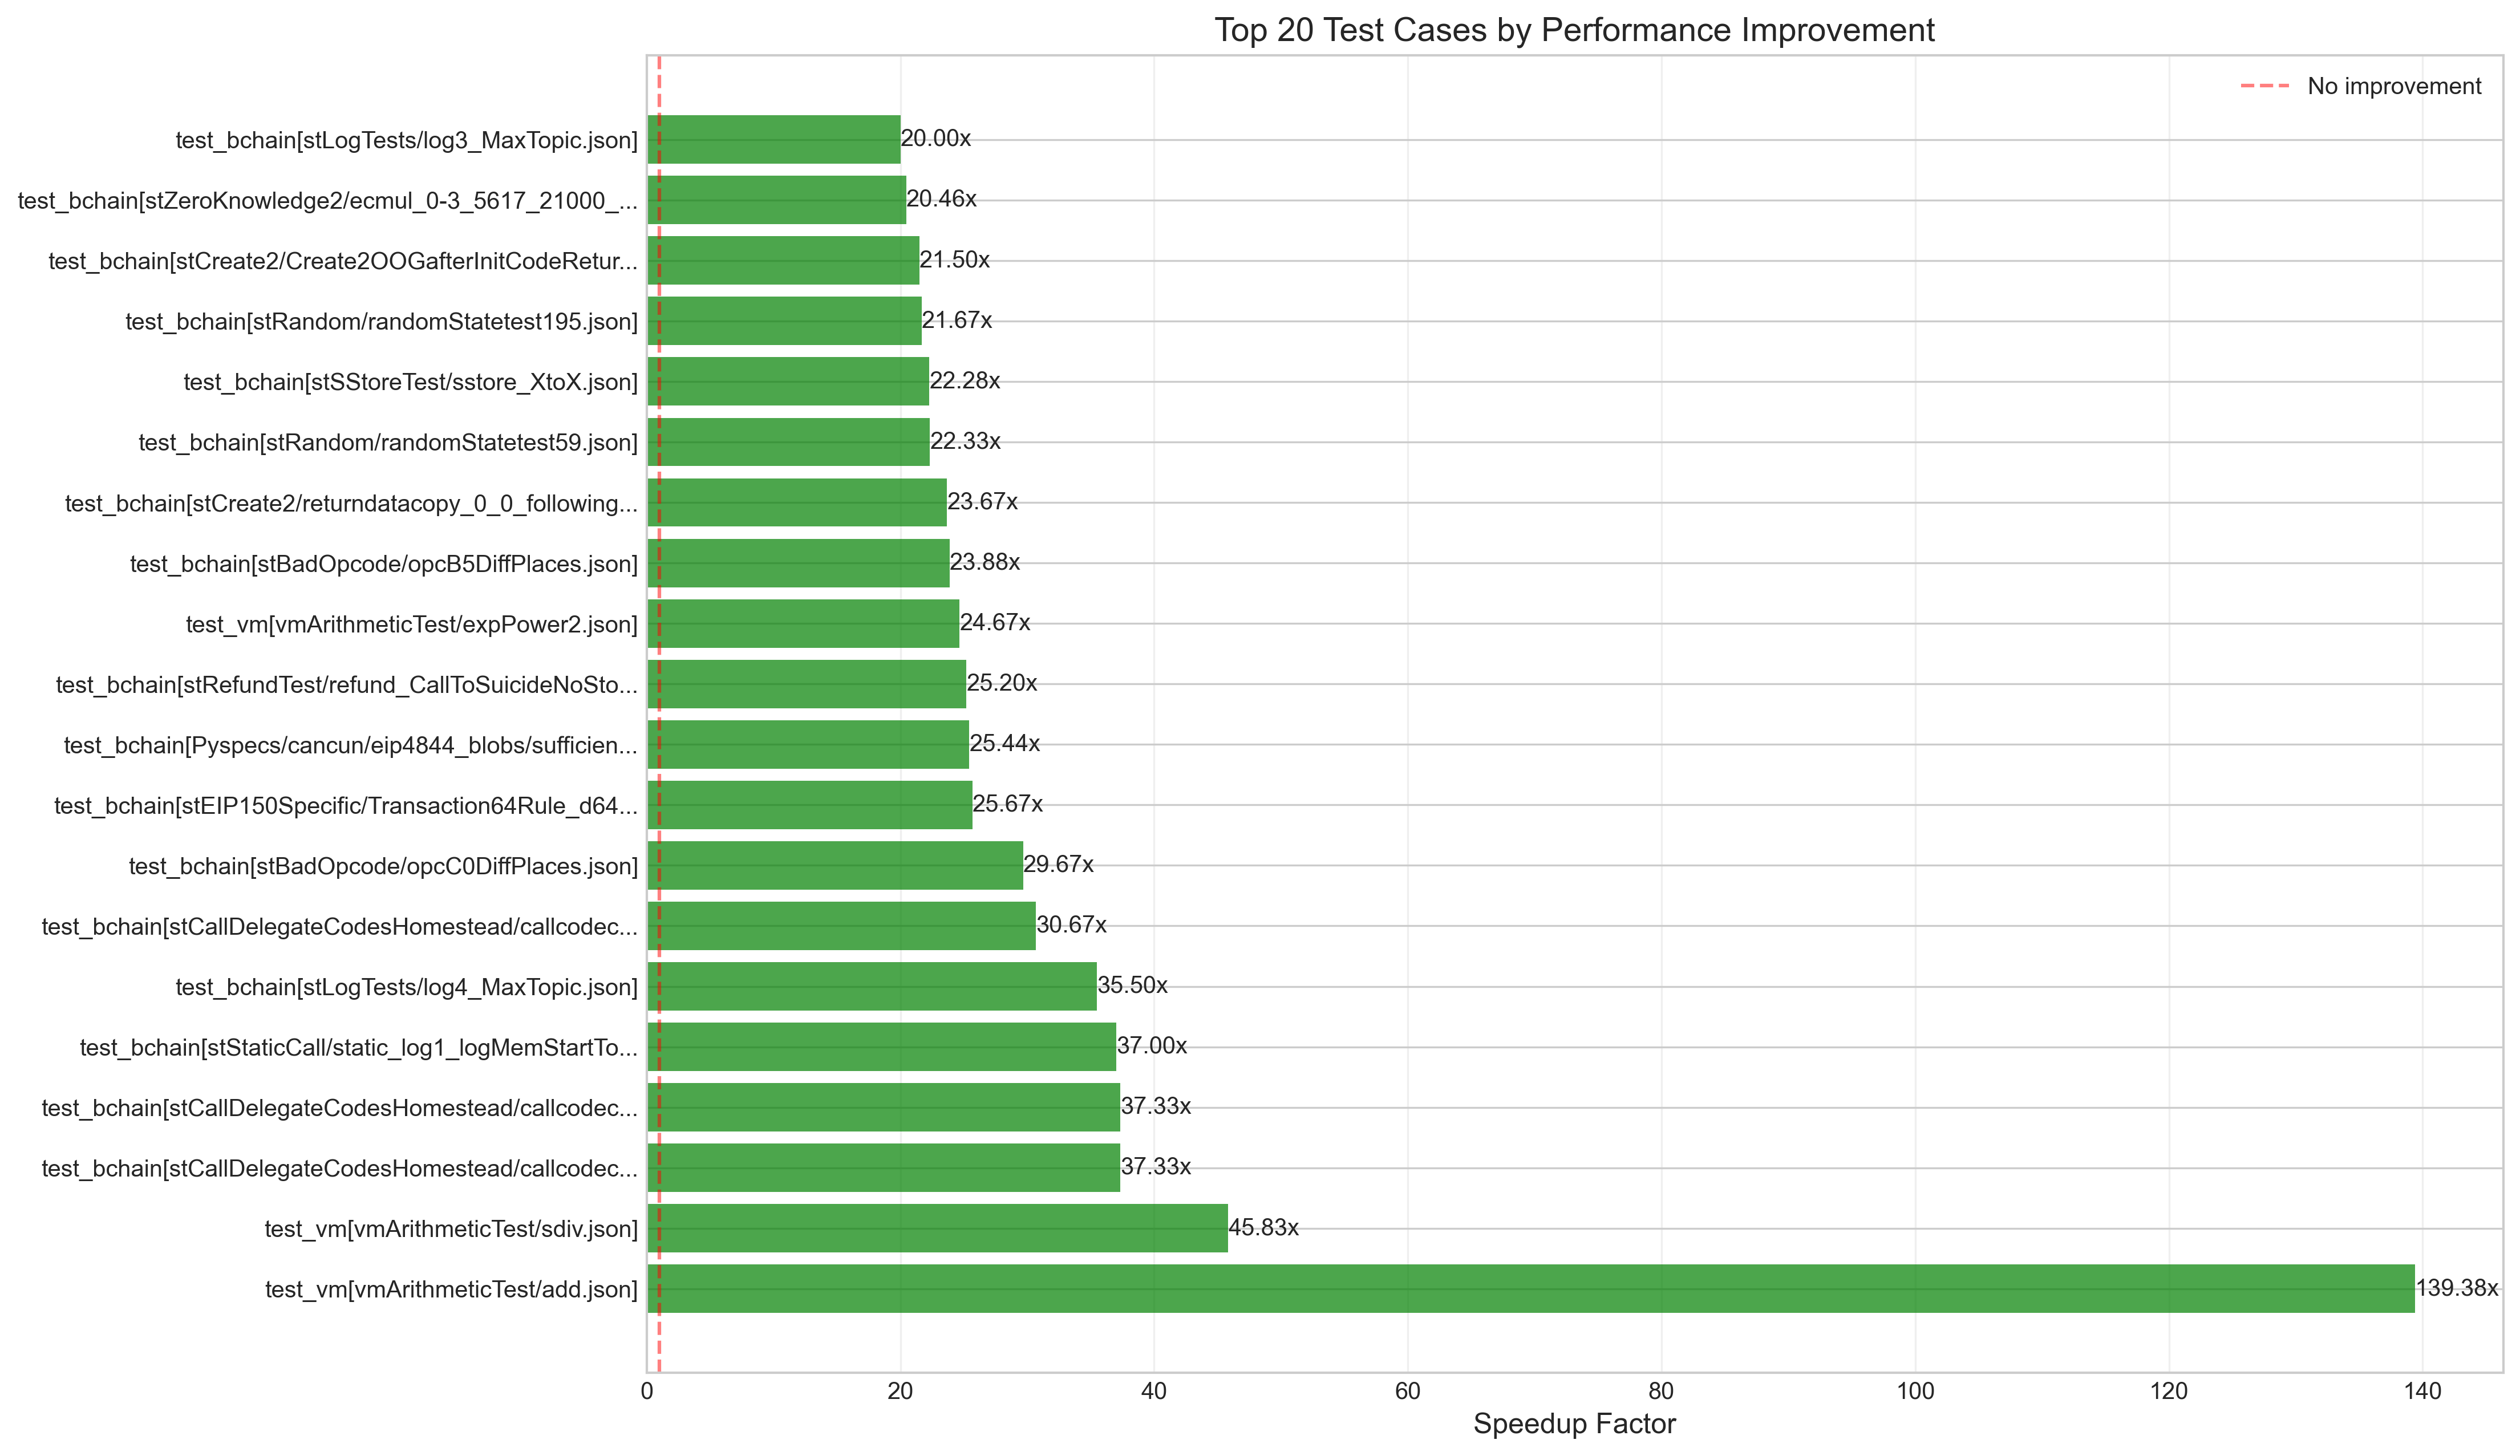 Top 20 Test Cases by Performance Improvement
No improvement
test_bchain[stLogTests/log3_MaxTopic.json] 20.00x
test_bchain[stZeroKnowledge2/ecmul_0-3_5617_21000_... 20.46x
test_bchain[stCreate2/Create2OOGafterInitCodeRetur... 21.50x
test_bchain[stRandom/randomStatetest195.json] 21.67x
test_bchain[stSStoreTest/sstore_XtoX.json] 22.28x
test_bchain[stRandom/randomStatetest59.json] 22.33x
test_bchain[stCreate2/returndatacopy_0_0_following... 23.67x
test_bchain[stBadOpcode/opcB5DiffPlaces.json] 23.88x
test_vm[vmArithmeticTest/expPower2.json] 24.67x
test_bchain[stRefundTest/refund_CallToSuicideNoSto... 25.20x
test_bchain[Pyspecs/cancun/eip4844_blobs/sufficien... 25.44x
test_bchain[stEIP150Specific/Transaction64Rule_d64... 25.67x
test_bchain[stBadOpcode/opcC0DiffPlaces.json] 29.67x
test_bchain[stCallDelegateCodesHomestead/callcodec... 30.67x
test_bchain[stLogTests/log4_MaxTopic.json] 35.50x
test_bchain[stStaticCall/static_log1_logMemStartTo... 37.00x
test_bchain[stCallDelegateCodesHomestead/callcodec... 37.33x
test_bchain[stCallDelegateCodesHomestead/callcodec... 37.33x
test_vm[vmArithmeticTest/sdiv.json] 45.83x
test_vm[vmArithmeticTest/add.json] 139.38x
0 20 40 60 80 100 120 140
Speedup Factor